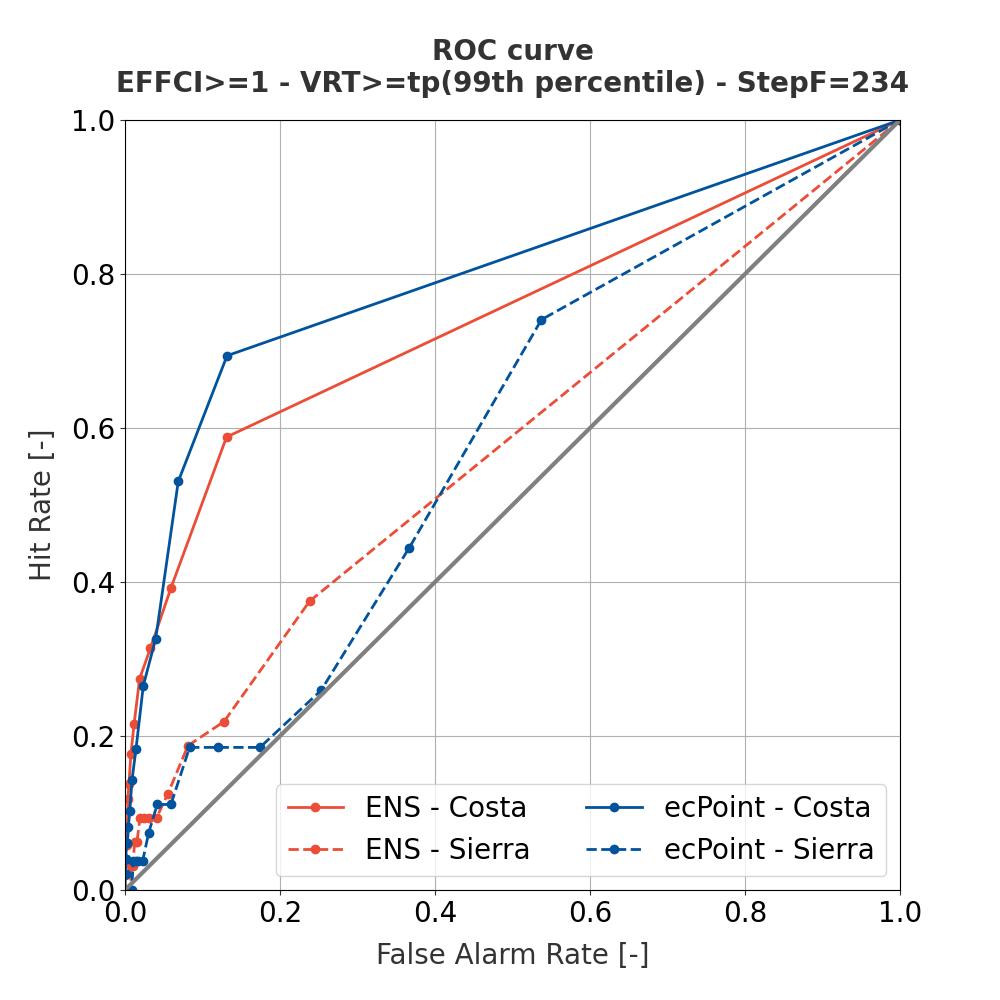 ROC curve
EFFCI>=1 - VRT>=tp(99th percentile) - StepF=234
1.0
0.8
0.6
0.4
0.2
0.0
Hit Rate [-]
ENS - Costa
ENS - Sierra
ecPoint - Costa
ecPoint - Sierra
0.0
0.2
0.4
0.6
0.8
1.0
False Alarm Rate [-]